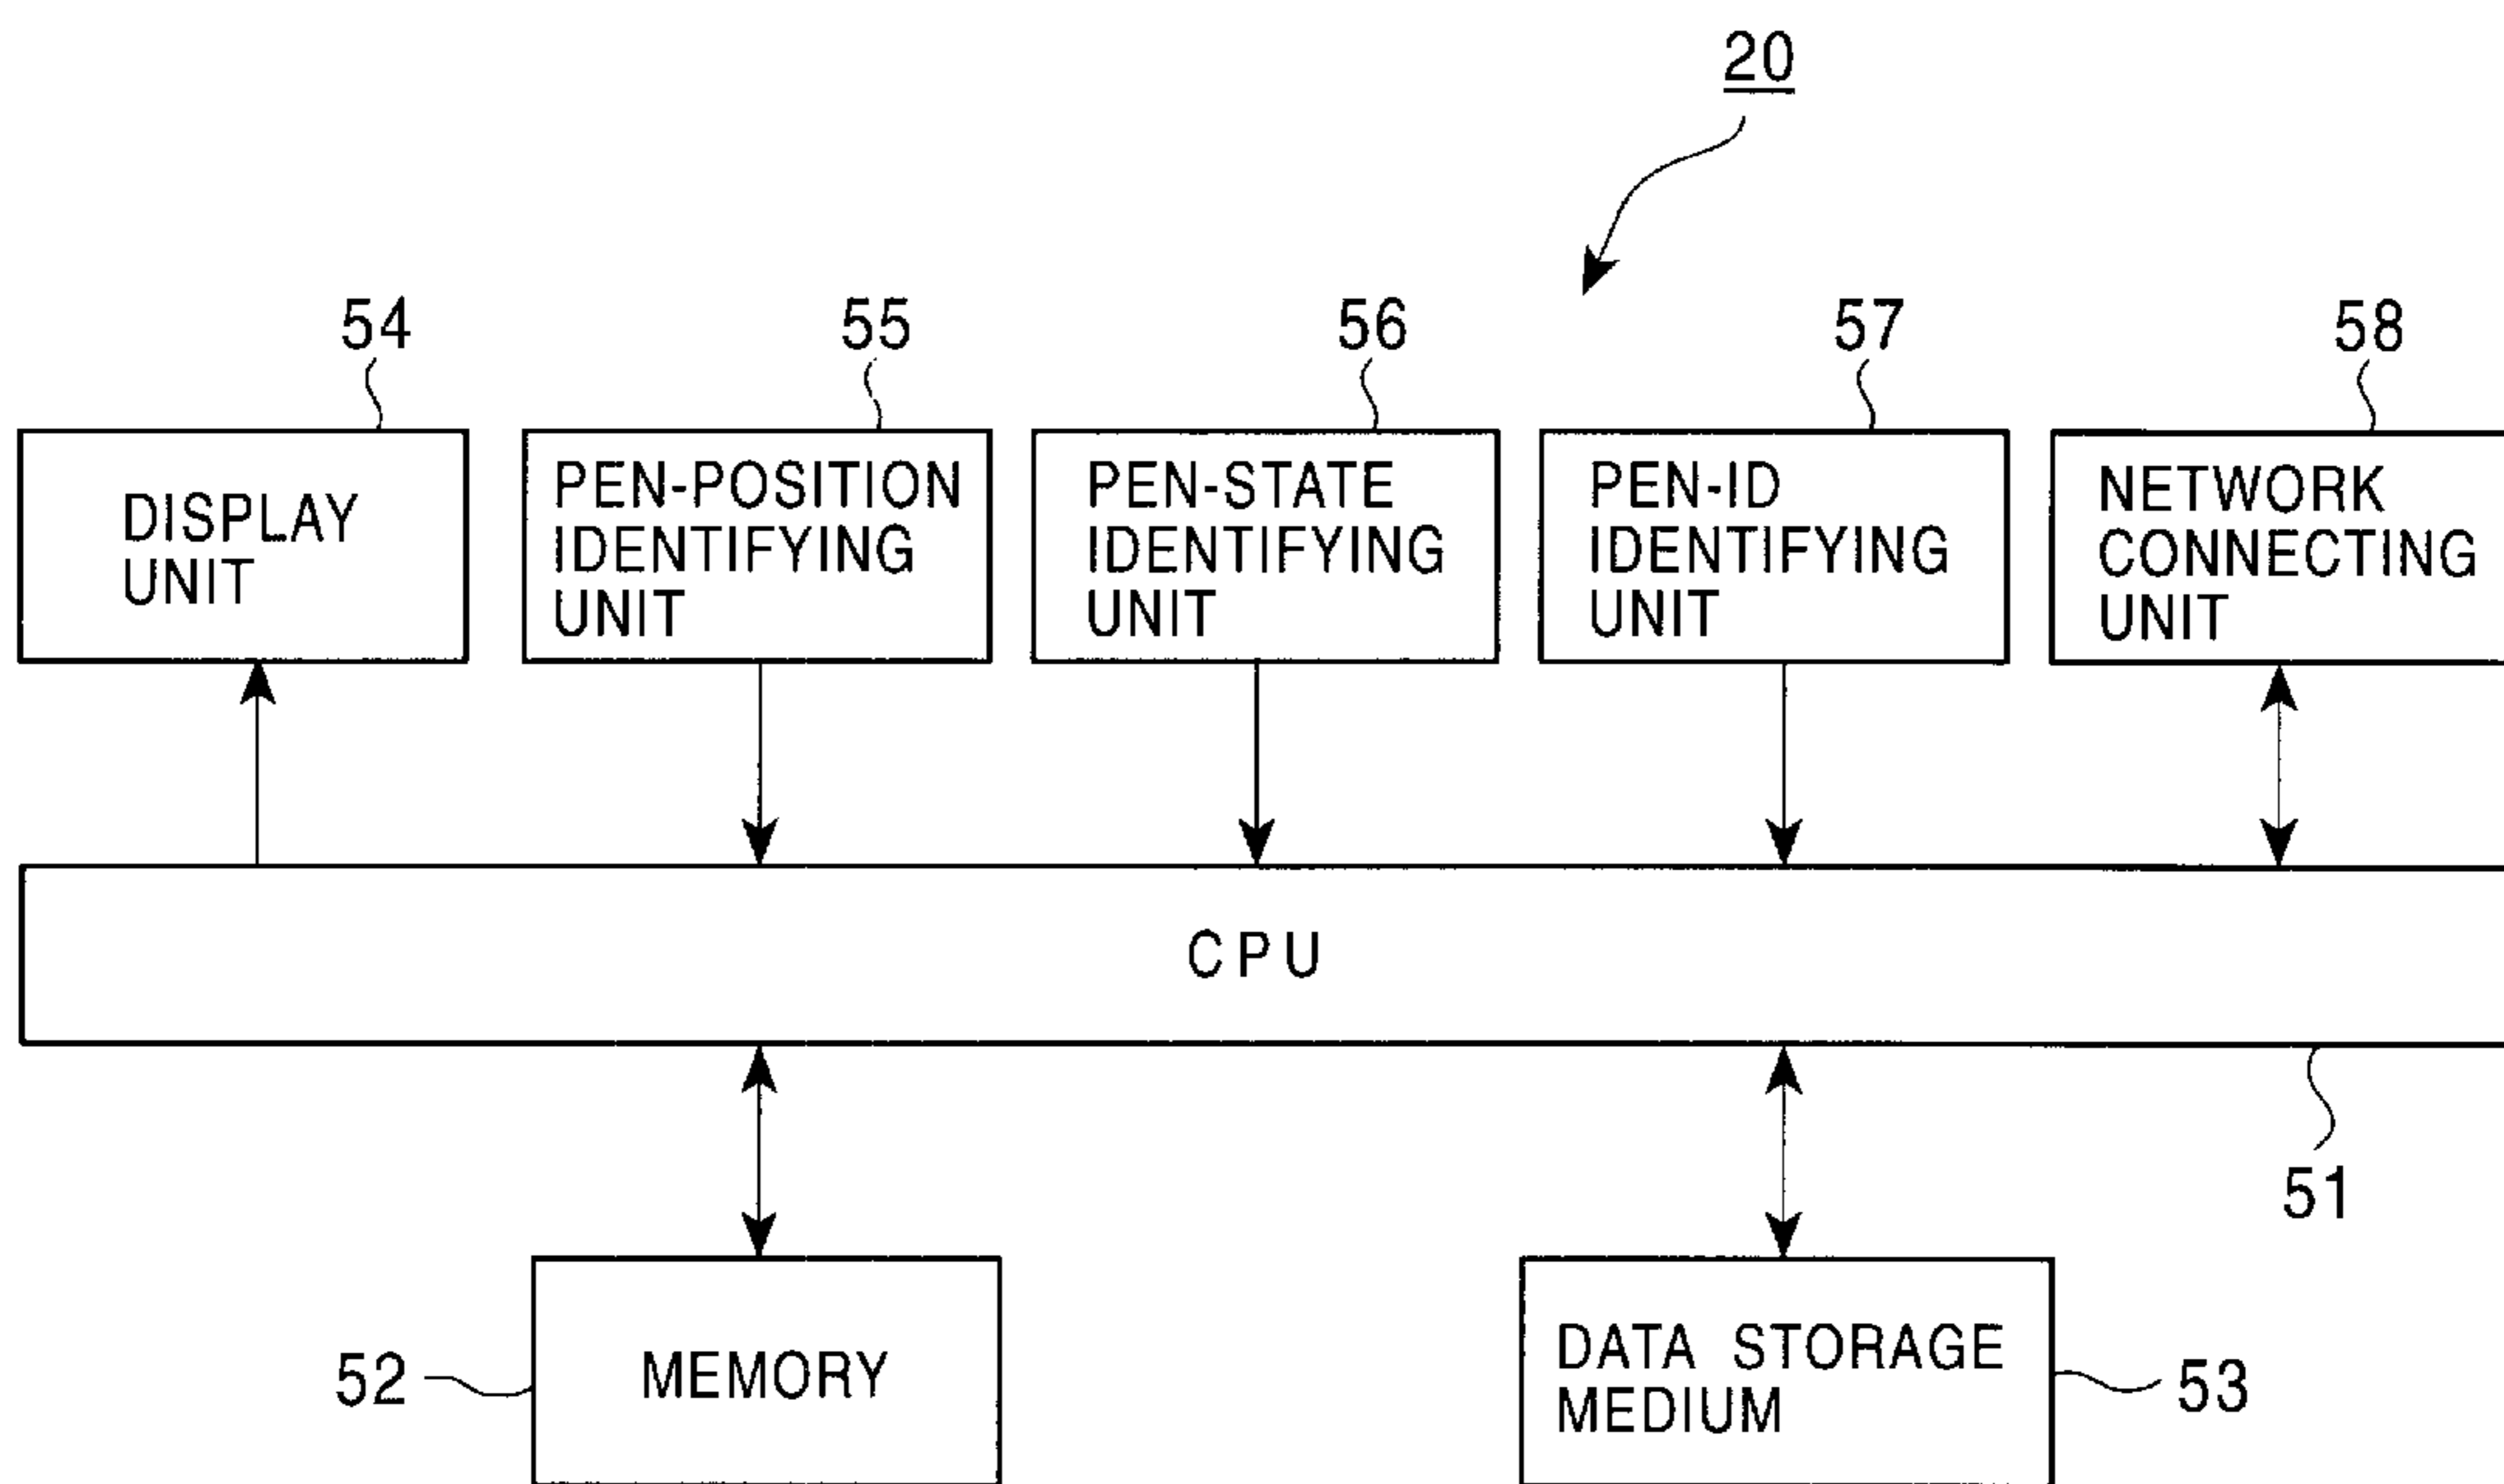 20
54
55
56
57
58
DISPLAY
UNIT
PEN-POSITION
IDENTIFYING
UNIT
PEN-STATE
IDENTIFYING
UNIT
PEN-ID
IDENTIFYING
UNIT
NETWORK
CONNECTING
UNIT
CPU
51
52
MEMORY
DATA STORAGE
MEDIUM
53